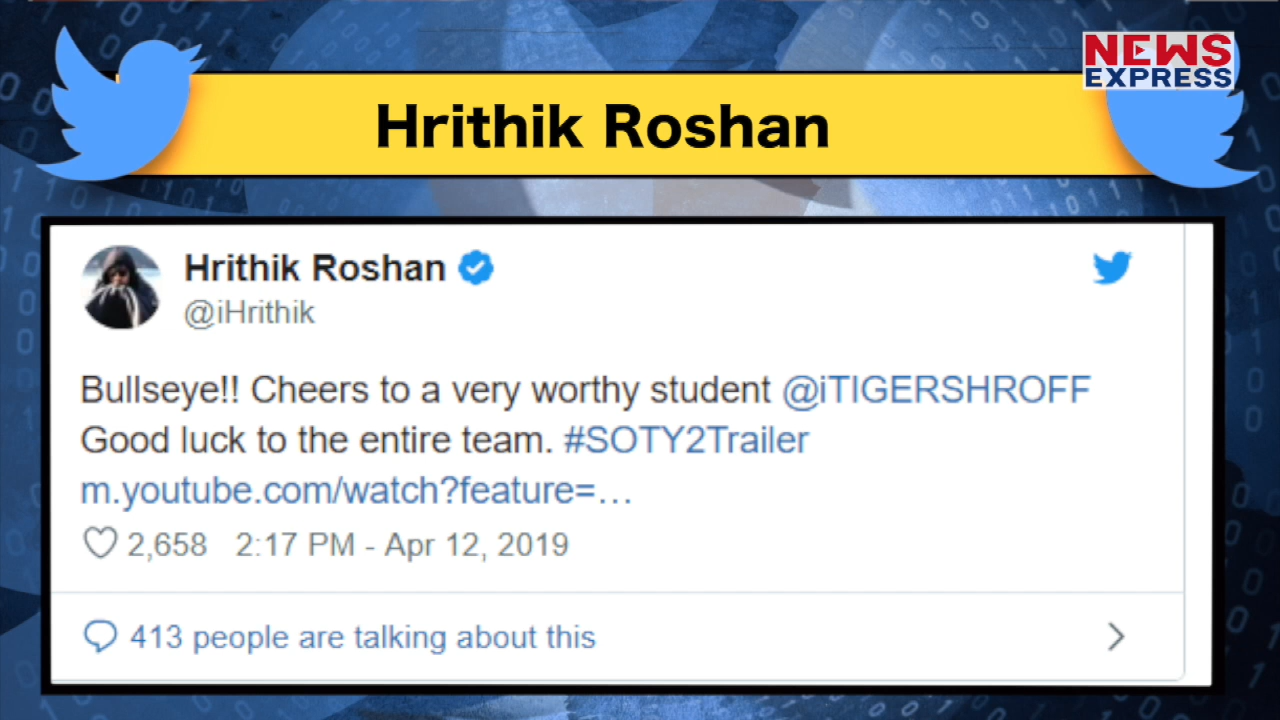 NEWS
EXPRESS
Hrithik Roshan
Hrithik Roshan
@iHrithik
Bullseye!! Cheers to a very worthy student @iTIGERSHROFF
Good luck to the entire team. #SOTY2Trailer
m.youtube.com/watch?feature=…
2,658 2:17 PM - Apr 12, 2019
413 people are talking about this